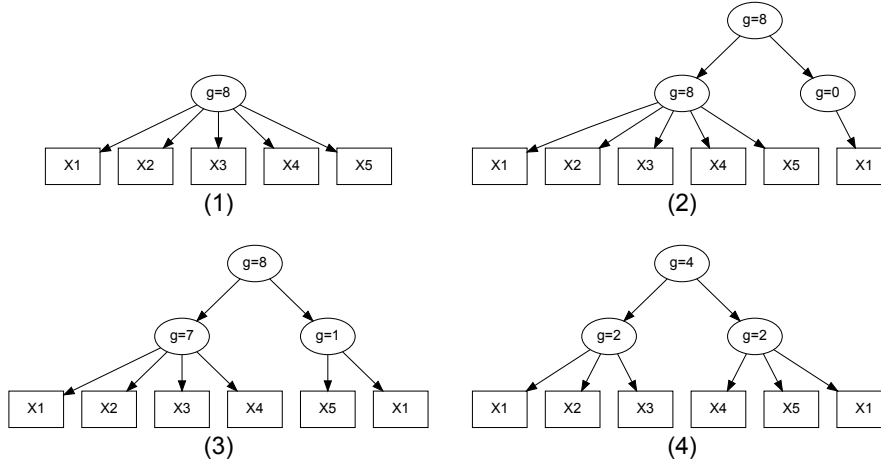 g=8
X1 X2 X3 X4 X5
(1)
g=8
g=8 g=0
X1 X2 X3 X4 X5 X1
(2)
g=8
g=7 g=1
X1 X2 X3 X4 X5 X1
(3)
g=4
g=2 g=2
X1 X2 X3 X4 X5 X1
(4)